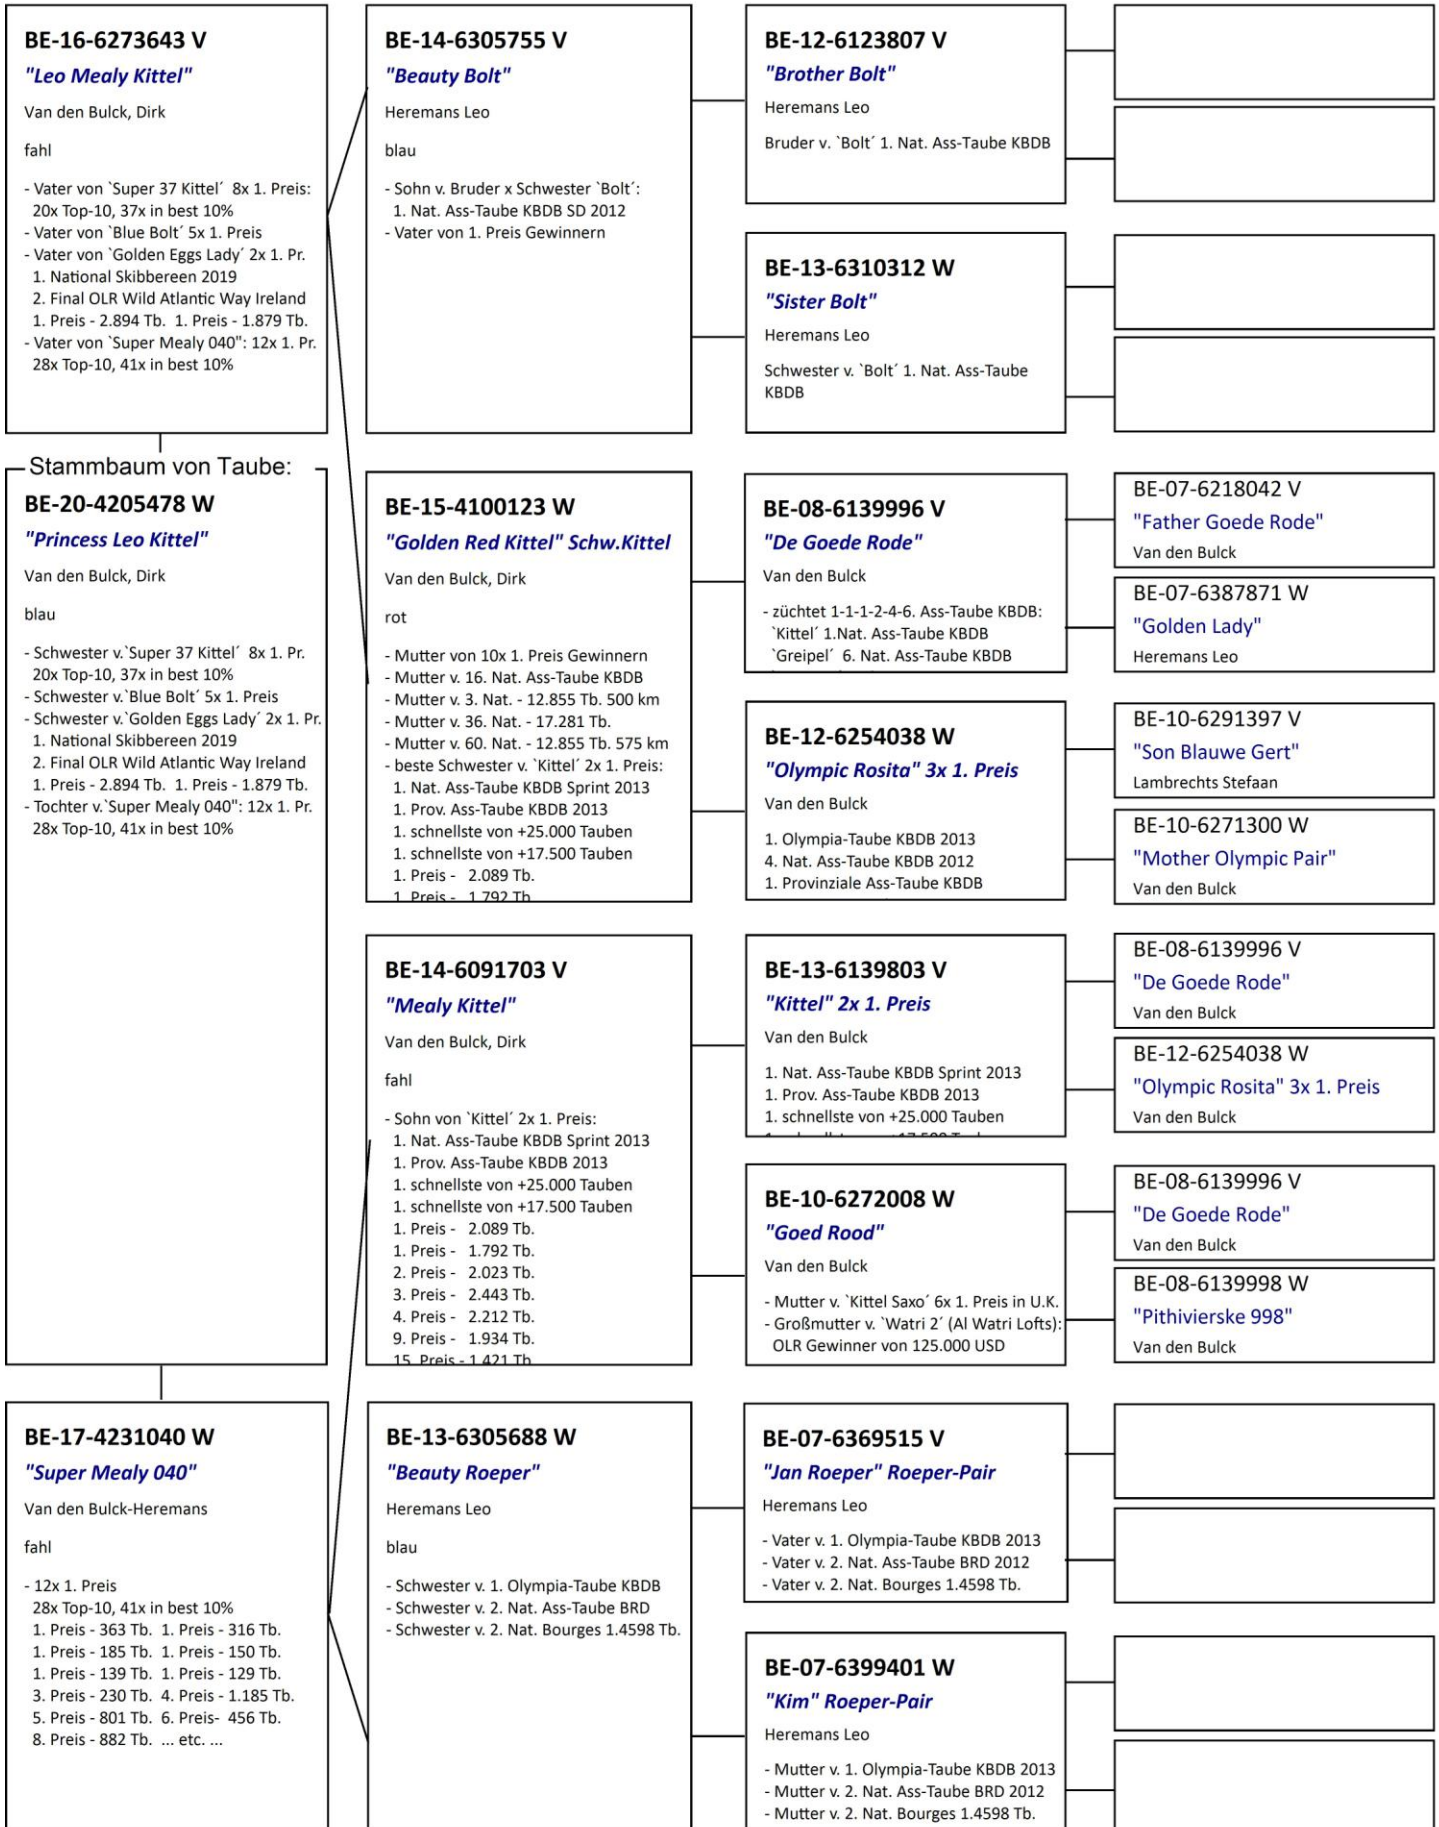 BE-16-6273643 V
"Leo Mealy Kittel"
Van den Bulck, Dirk
fahl
- Vater von `Super 37 Kittel´ 8x 1. Preis:
20x Top-10, 37x in best 10%
- Vater von `Blue Bolt´ 5x 1. Preis
- Vater von `Golden Eggs Lady´ 2x 1. Pr.
1. National Skibbereen 2019
2. Final OLR Wild Atlantic Way Ireland
1. Preis - 2.894 Tb. 1. Preis - 1.879 Tb.
- Vater von `Super Mealy 040": 12x 1. Pr.
28x Top-10, 41x in best 10%
Stammbaum von Taube:
BE-20-4205478 W
"Princess Leo Kittel"
Van den Bulck, Dirk
blau
- Schwester v.`Super 37 Kittel´ 8x 1. Pr.
20x Top-10, 37x in best 10%
- Schwester v.`Blue Bolt´ 5x 1. Preis
- Schwester v.`Golden Eggs Lady´ 2x 1. Pr.
1. National Skibbereen 2019
2. Final OLR Wild Atlantic Way Ireland
1. Preis - 2.894 Tb. 1. Preis - 1.879 Tb.
- Tochter v.`Super Mealy 040": 12x 1. Pr.
28x Top-10, 41x in best 10%
BE-17-4231040 W
"Super Mealy 040"
Van den Bulck-Heremans
fahl
- 12x 1. Preis
28x Top-10, 41x in best 10%
1. Preis - 363 Tb. 1. Preis - 316 Tb.
1. Preis - 185 Tb. 1. Preis - 150 Tb.
1. Preis - 139 Tb. 1. Preis - 129 Tb.
3. Preis - 230 Tb. 4. Preis - 1.185 Tb.
5. Preis - 801 Tb. 6. Preis- 456 Tb.
8. Preis - 882 Tb. ... etc. ...
BE-14-6305755 V
"Beauty Bolt"
Heremans Leo
blau
- Sohn v. Bruder x Schwester `Bolt´:
1. Nat. Ass-Taube KBDB SD 2012
- Vater von 1. Preis Gewinnern
BE-15-4100123 W
"Golden Red Kittel" Schw.Kittel
Van den Bulck, Dirk
rot
- Mutter von 10x 1. Preis Gewinnern
- Mutter v. 16. Nat. Ass-Taube KBDB
- Mutter v. 3. Nat. - 12.855 Tb. 500 km
- Mutter v. 36. Nat. - 17.281 Tb.
- Mutter v. 60. Nat. - 12.855 Tb. 575 km
- beste Schwester v. `Kittel´ 2x 1. Preis:
1. Nat. Ass-Taube KBDB Sprint 2013
1. Prov. Ass-Taube KBDB 2013
1. schnellste von +25.000 Tauben
1. schnellste von +17.500 Tauben
1. Preis - 2.089 Tb.
1. Preis - 1.792 Tb.
BE-14-6091703 V
"Mealy Kittel"
Van den Bulck, Dirk
fahl
- Sohn von `Kittel´ 2x 1. Preis:
1. Nat. Ass-Taube KBDB Sprint 2013
1. Prov. Ass-Taube KBDB 2013
1. schnellste von +25.000 Tauben
1. schnellste von +17.500 Tauben
1. Preis - 2.089 Tb.
1. Preis - 1.792 Tb.
2. Preis - 2.023 Tb.
3. Preis - 2.443 Tb.
4. Preis - 2.212 Tb.
9. Preis - 1.934 Tb.
15. Preis - 1.421 Tb.
BE-13-6305688 W
"Beauty Roeper"
Heremans Leo
blau
- Schwester v. 1. Olympia-Taube KBDB
- Schwester v. 2. Nat. Ass-Taube BRD
- Schwester v. 2. Nat. Bourges 1.4598 Tb.
BE-12-6123807 V
"Brother Bolt"
Heremans Leo
Bruder v. `Bolt´ 1. Nat. Ass-Taube KBDB
BE-13-6310312 W
"Sister Bolt"
Heremans Leo
Schwester v. `Bolt´ 1. Nat. Ass-Taube
KBDB
BE-08-6139996 V
"De Goede Rode"
Van den Bulck
- züchtet 1-1-1-2-4-6. Ass-Taube KBDB:
`Kittel´ 1.Nat. Ass-Taube KBDB
`Greipel´ 6. Nat. Ass-Taube KBDB
BE-12-6254038 W
"Olympic Rosita" 3x 1. Preis
Van den Bulck
1. Olympia-Taube KBDB 2013
4. Nat. Ass-Taube KBDB 2012
1. Provinziale Ass-Taube KBDB
BE-13-6139803 V
"Kittel" 2x 1. Preis
Van den Bulck
1. Nat. Ass-Taube KBDB Sprint 2013
1. Prov. Ass-Taube KBDB 2013
1. schnellste von +25.000 Tauben
BE-10-6272008 W
"Goed Rood"
Van den Bulck
- Mutter v. `Kittel Saxo´ 6x 1. Preis in U.K.
- Großmutter v. `Watri 2´ (Al Watri Lofts):
OLR Gewinner von 125.000 USD
BE-07-6369515 V
"Jan Roeper" Roeper-Pair
Heremans Leo
- Vater v. 1. Olympia-Taube KBDB 2013
- Vater v. 2. Nat. Ass-Taube BRD 2012
- Vater v. 2. Nat. Bourges 1.4598 Tb.
BE-07-6399401 W
"Kim" Roeper-Pair
Heremans Leo
- Mutter v. 1. Olympia-Taube KBDB 2013
- Mutter v. 2. Nat. Ass-Taube BRD 2012
- Mutter v. 2. Nat. Bourges 1.4598 Tb.
BE-07-6218042 V
"Father Goede Rode"
Van den Bulck
BE-07-6387871 W
"Golden Lady"
Heremans Leo
BE-10-6291397 V
"Son Blauwe Gert"
Lambrechts Stefaan
BE-10-6271300 W
"Mother Olympic Pair"
Van den Bulck
BE-08-6139996 V
"De Goede Rode"
Van den Bulck
BE-12-6254038 W
"Olympic Rosita" 3x 1. Preis
Van den Bulck
BE-08-6139996 V
"De Goede Rode"
Van den Bulck
BE-08-6139998 W
"Pithivierske 998"
Van den Bulck